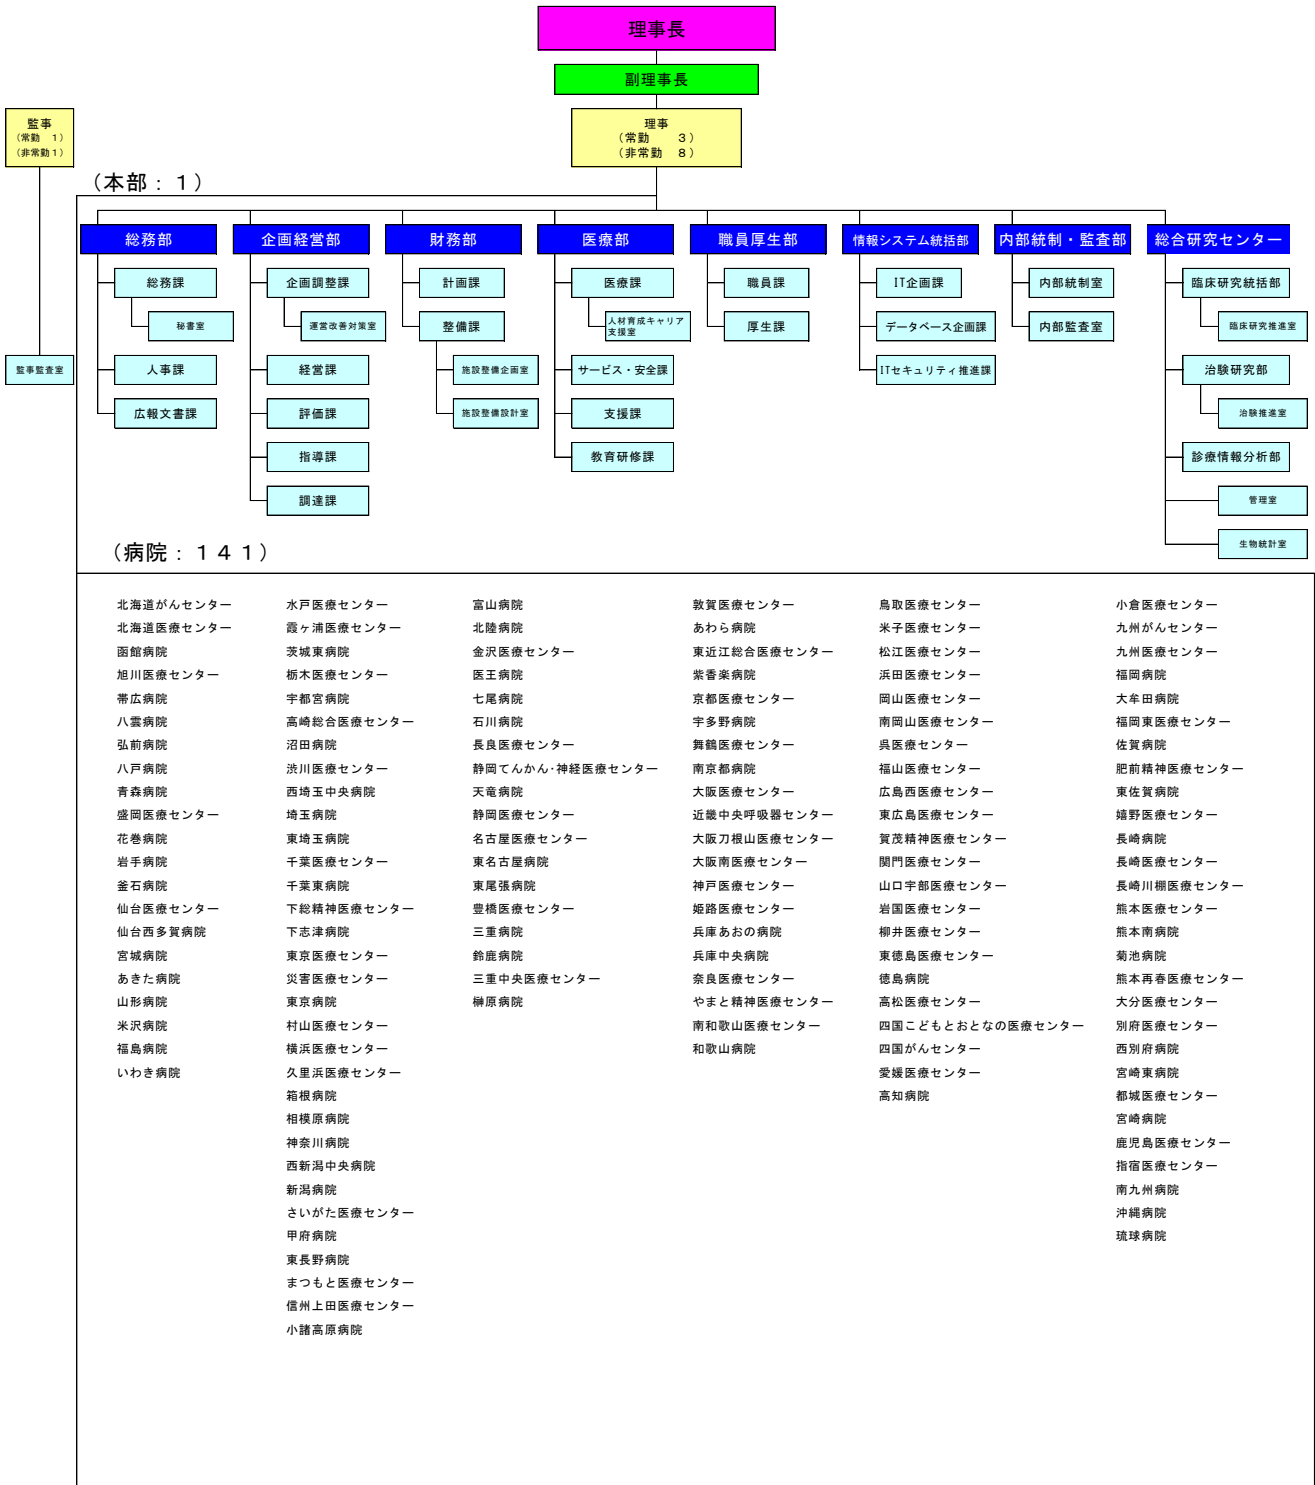 理事長
副理事長
監事
(常勤　1)
(非常勤1)
理事
(常勤　　3)
(非常勤　8)
(本部：1)
総務部
企画経営部
財務部
医療部
職員厚生部
情報システム統括部
内部統制・監査部
総合研究センター
総務課
秘書室
人事課
広報文書課
企画調整課
運営改善対策室
経営課
評価課
指導課
調達課
計画課
整備課
施設整備企画室
施設整備設計室
医療課
人材育成キャリア
支援室
サービス・安全課
支援課
教育研修課
職員課
厚生課
IT企画課
データベース企画課
ITセキュリティ推進課
内部統制室
内部監査室
臨床研究統括部
臨床研究推進室
治験研究部
治験推進室
診療情報分析部
管理室
生物統計室
監事監査室
(病院：141)
北海道がんセンター
北海道医療センター
函館病院
旭川医療センター
帯広病院
八雲病院
弘前病院
八戸病院
青森病院
盛岡医療センター
花巻病院
岩手病院
釜石病院
仙台医療センター
仙台西多賀病院
宮城病院
あきた病院
山形病院
米沢病院
福島病院
いわき病院
水戸医療センター
霞ヶ浦医療センター
茨城東病院
栃木医療センター
宇都宮病院
高崎総合医療センター
沼田病院
渋川医療センター
西埼玉中央病院
埼玉病院
東埼玉病院
千葉医療センター
千葉東病院
下総精神医療センター
下志津病院
東京医療センター
災害医療センター
東京病院
村山医療センター
横浜医療センター
久里浜医療センター
箱根病院
相模原病院
神奈川病院
西新潟中央病院
新潟病院
さいがた医療センター
甲府病院
東長野病院
まつもと医療センター
信州上田医療センター
小諸高原病院
富山病院
北陸病院
金沢医療センター
医王病院
七尾病院
石川病院
長良医療センター
静岡てんかん・神経医療センター
天竜病院
静岡医療センター
名古屋医療センター
東名古屋病院
東尾張病院
豊橋医療センター
三重病院
鈴鹿病院
三重中央医療センター
榊原病院
敦賀医療センター
あわら病院
東近江総合医療センター
紫香楽病院
京都医療センター
宇多野病院
舞鶴医療センター
南京都病院
大阪医療センター
近畿中央呼吸器センター
大阪刀根山医療センター
大阪南医療センター
神戸医療センター
姫路医療センター
兵庫あおの病院
兵庫中央病院
奈良医療センター
やまと精神医療センター
南和歌山医療センター
和歌山病院
鳥取医療センター
米子医療センター
松江医療センター
浜田医療センター
岡山医療センター
南岡山医療センター
呉医療センター
福山医療センター
広島西医療センター
東広島医療センター
賀茂精神医療センター
関門医療センター
山口宇部医療センター
岩国医療センター
柳井医療センター
東徳島医療センター
徳島病院
高松医療センター
四国こどもとおとなの医療センター
四国がんセンター
愛媛医療センター
高知病院
小倉医療センター
九州がんセンター
九州医療センター
福岡病院
大牟田病院
福岡東医療センター
佐賀病院
肥前精神医療センター
東佐賀病院
嬉野医療センター
長崎病院
長崎医療センター
長崎川棚医療センター
熊本医療センター
熊本南病院
菊池病院
熊本再春医療センター
大分医療センター
別府医療センター
西別府病院
宮崎東病院
都城医療センター
宮崎病院
鹿児島医療センター
指宿医療センター
南九州病院
沖縄病院
琉球病院